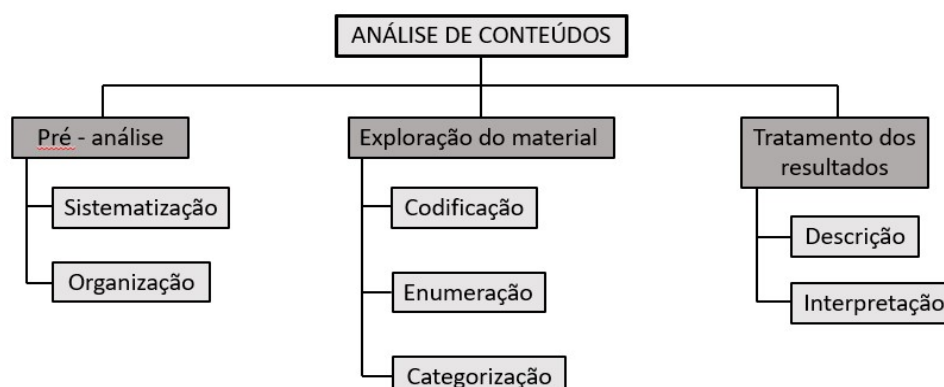 ANÁLISE DE CONTEÚDOS
Pré - análise
Sistematização
Organização
Exploração do material
Codificação
Enumeração
Categorização
Tratamento dos
resultados
Descrição
Interpretação